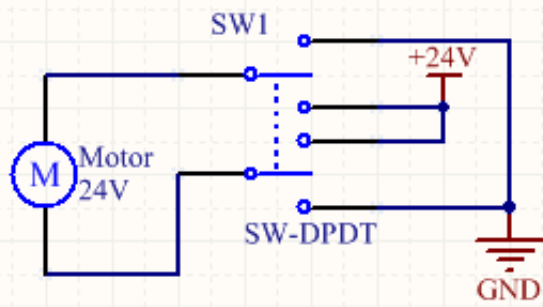 SW1
+24V
M
Motor
24V
SW-DPDT
GND